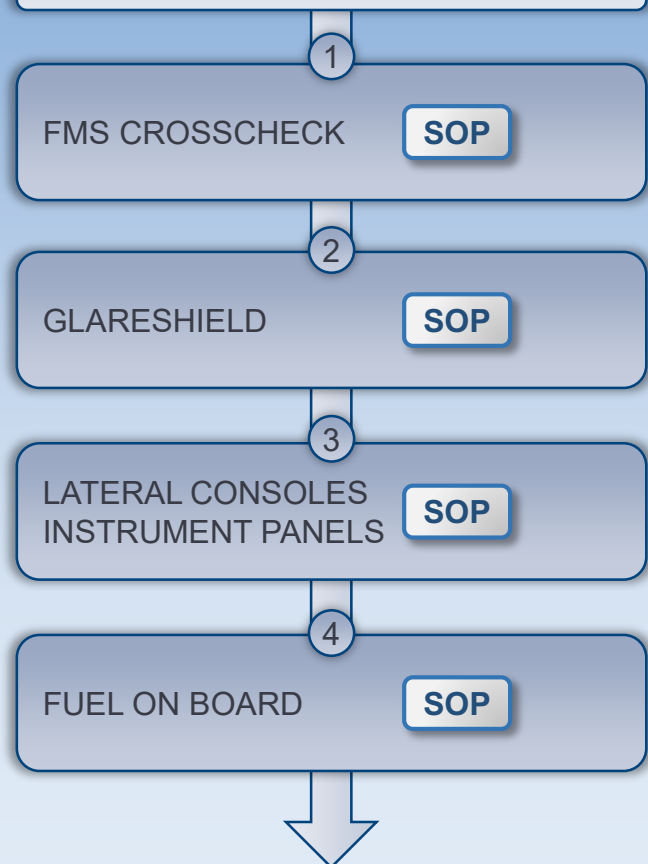 1
FMS CROSSCHECK SOP
2
GLARESHIELD SOP
3
LATERAL CONSOLES
INSTRUMENT PANELS SOP
4
FUEL ON BOARD SOP